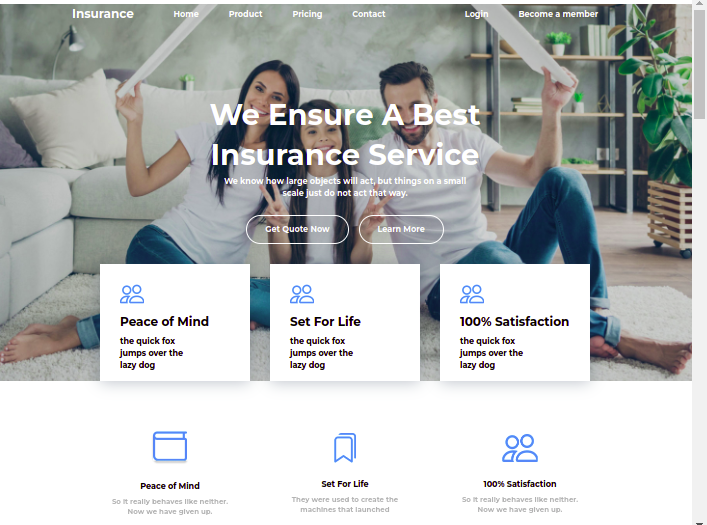 Insurance Home Product Pricing Contact Login Become a member
We Ensure A Best
Insurance Service
We know how large objects will act, but things on a small
scale just do not act that way.
Get Quote Now Learn More
Peace of Mind
the quick fox
jumps over the
lazy dog
Set For Life
the quick fox
jumps over the
lazy dog
100% Satisfaction
the quick fox
jumps over the
lazy dog
Peace of Mind
So it really behaves like neither.
Now we have given up.
Set For Life
They were used to create the
machines that launched
100% Satisfaction
So it really behaves like neither.
Now we have given up.